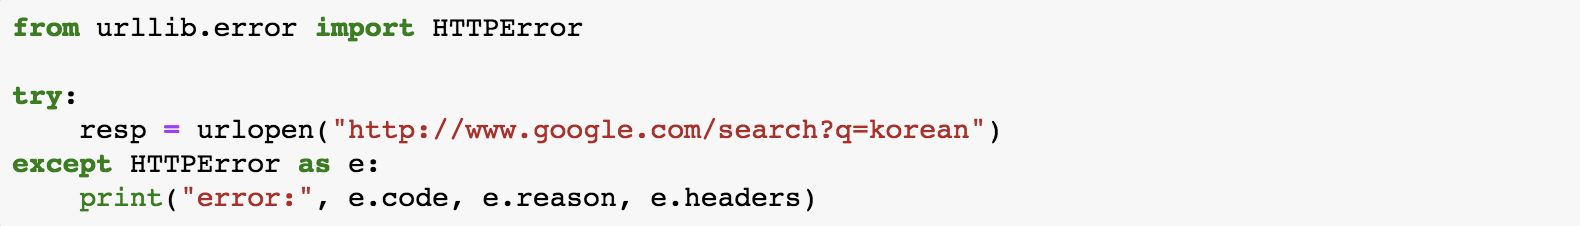 from urllib.error import HTTPError
try:
    resp = urlopen("http://www.google.com/search?q=korean")
except HTTPError as e:
    print("error:", e.code, e.reason, e.headers)